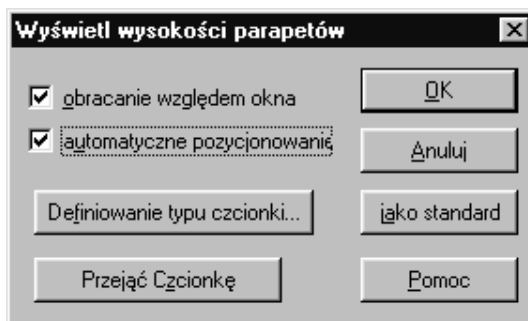 Wyświetl wysokości parapetów
obracanie względem okna
OK
automatyczne pozycjonowanie
Anuluj
Definiowanie typu czcionki...
jako standard
Przejąć Czcionkę
Pomoc